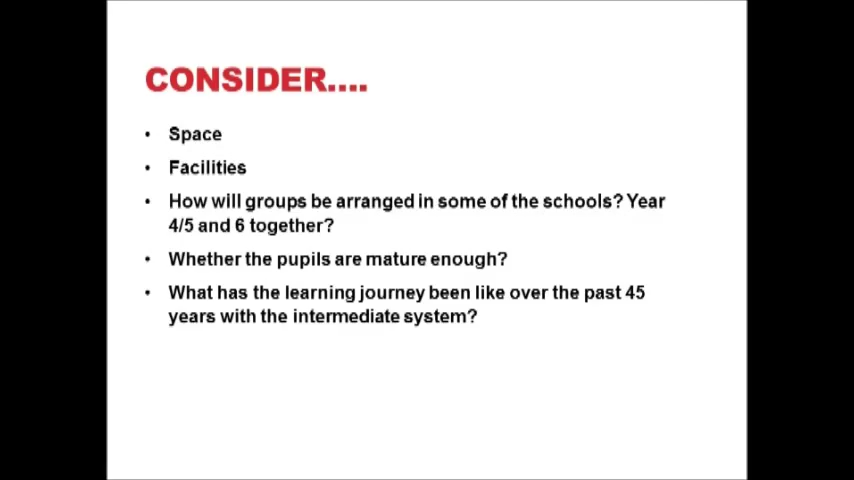 CONSIDER....
• Space
• Facilities
• How will groups be arranged in some of the schools? Year
4/5 and 6 together?
• Whether the pupils are mature enough?
• What has the learning journey been like over the past 45
years with the intermediate system?